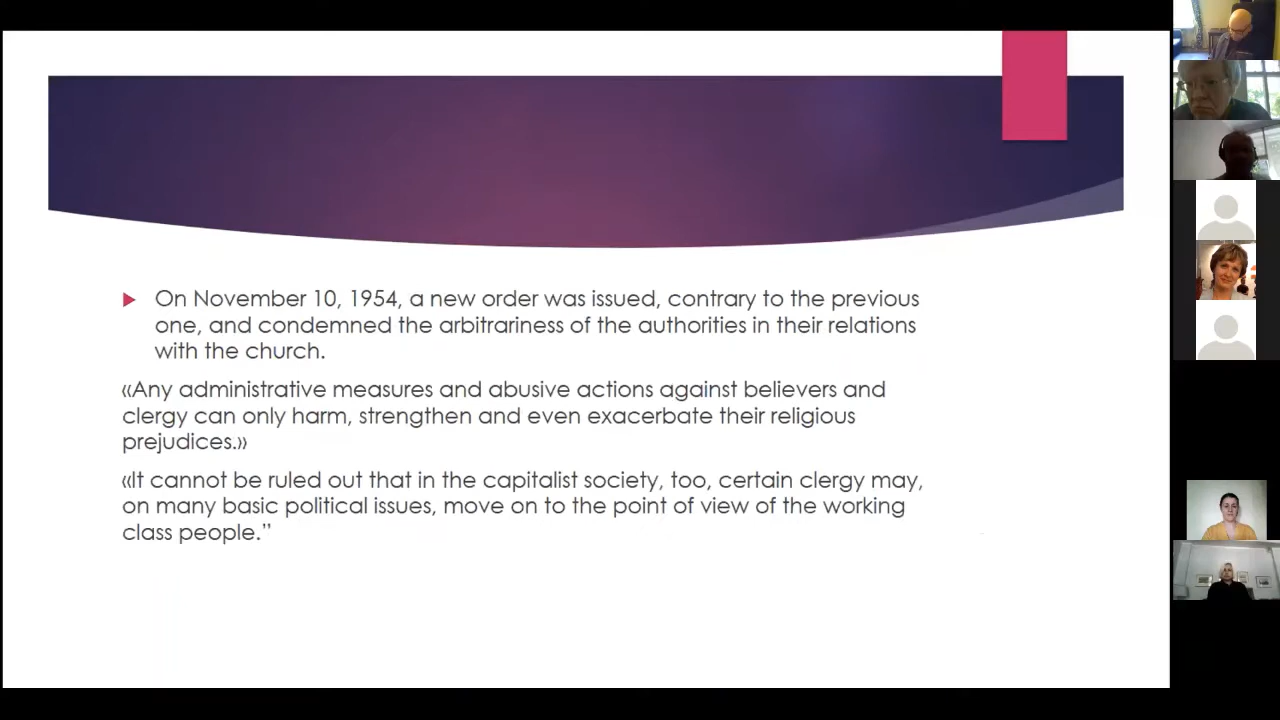 On November 10, 1954, a new order was issued, contrary to the previous
one, and condemned the arbitrariness of the authorities in their relations
with the church.
«Any administrative measures and abusive actions against believers and
clergy can only harm, strengthen and even exacerbate their religious
prejudices.»
«It cannot be ruled out that in the capitalist society, too, certain clergy may,
on many basic political issues, move on to the point of view of the working
class people.”